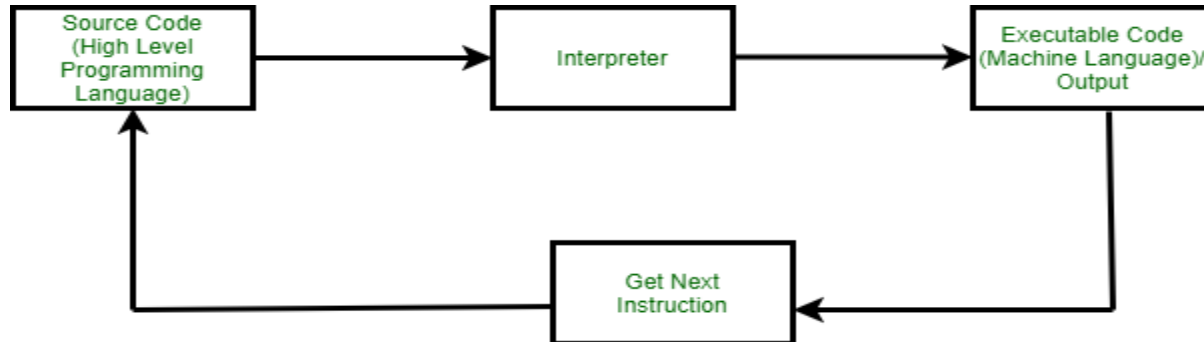 Source Code
(High Level
Programming
Language)
Interpreter
Executable Code
(Machine Language)/
Output
Get Next
Instruction